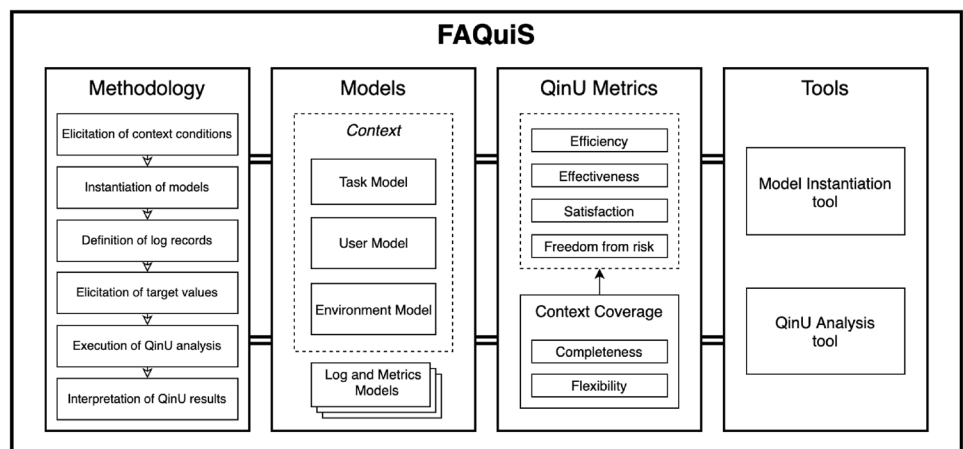 FAQuiS
Methodology
Elicitation of context conditions
Instantiation of models
Definition of log records
Elicitation of target values
Execution of QinU analysis
Interpretation of QinU results
Models
Context
Task Model
User Model
Environment Model
Log and Metrics
Models
QinU Metrics
Efficiency
Effectiveness
Satisfaction
Freedom from risk
Context Coverage
Completeness
Flexibility
Tools
Model Instantiation
tool
QinU Analysis
tool